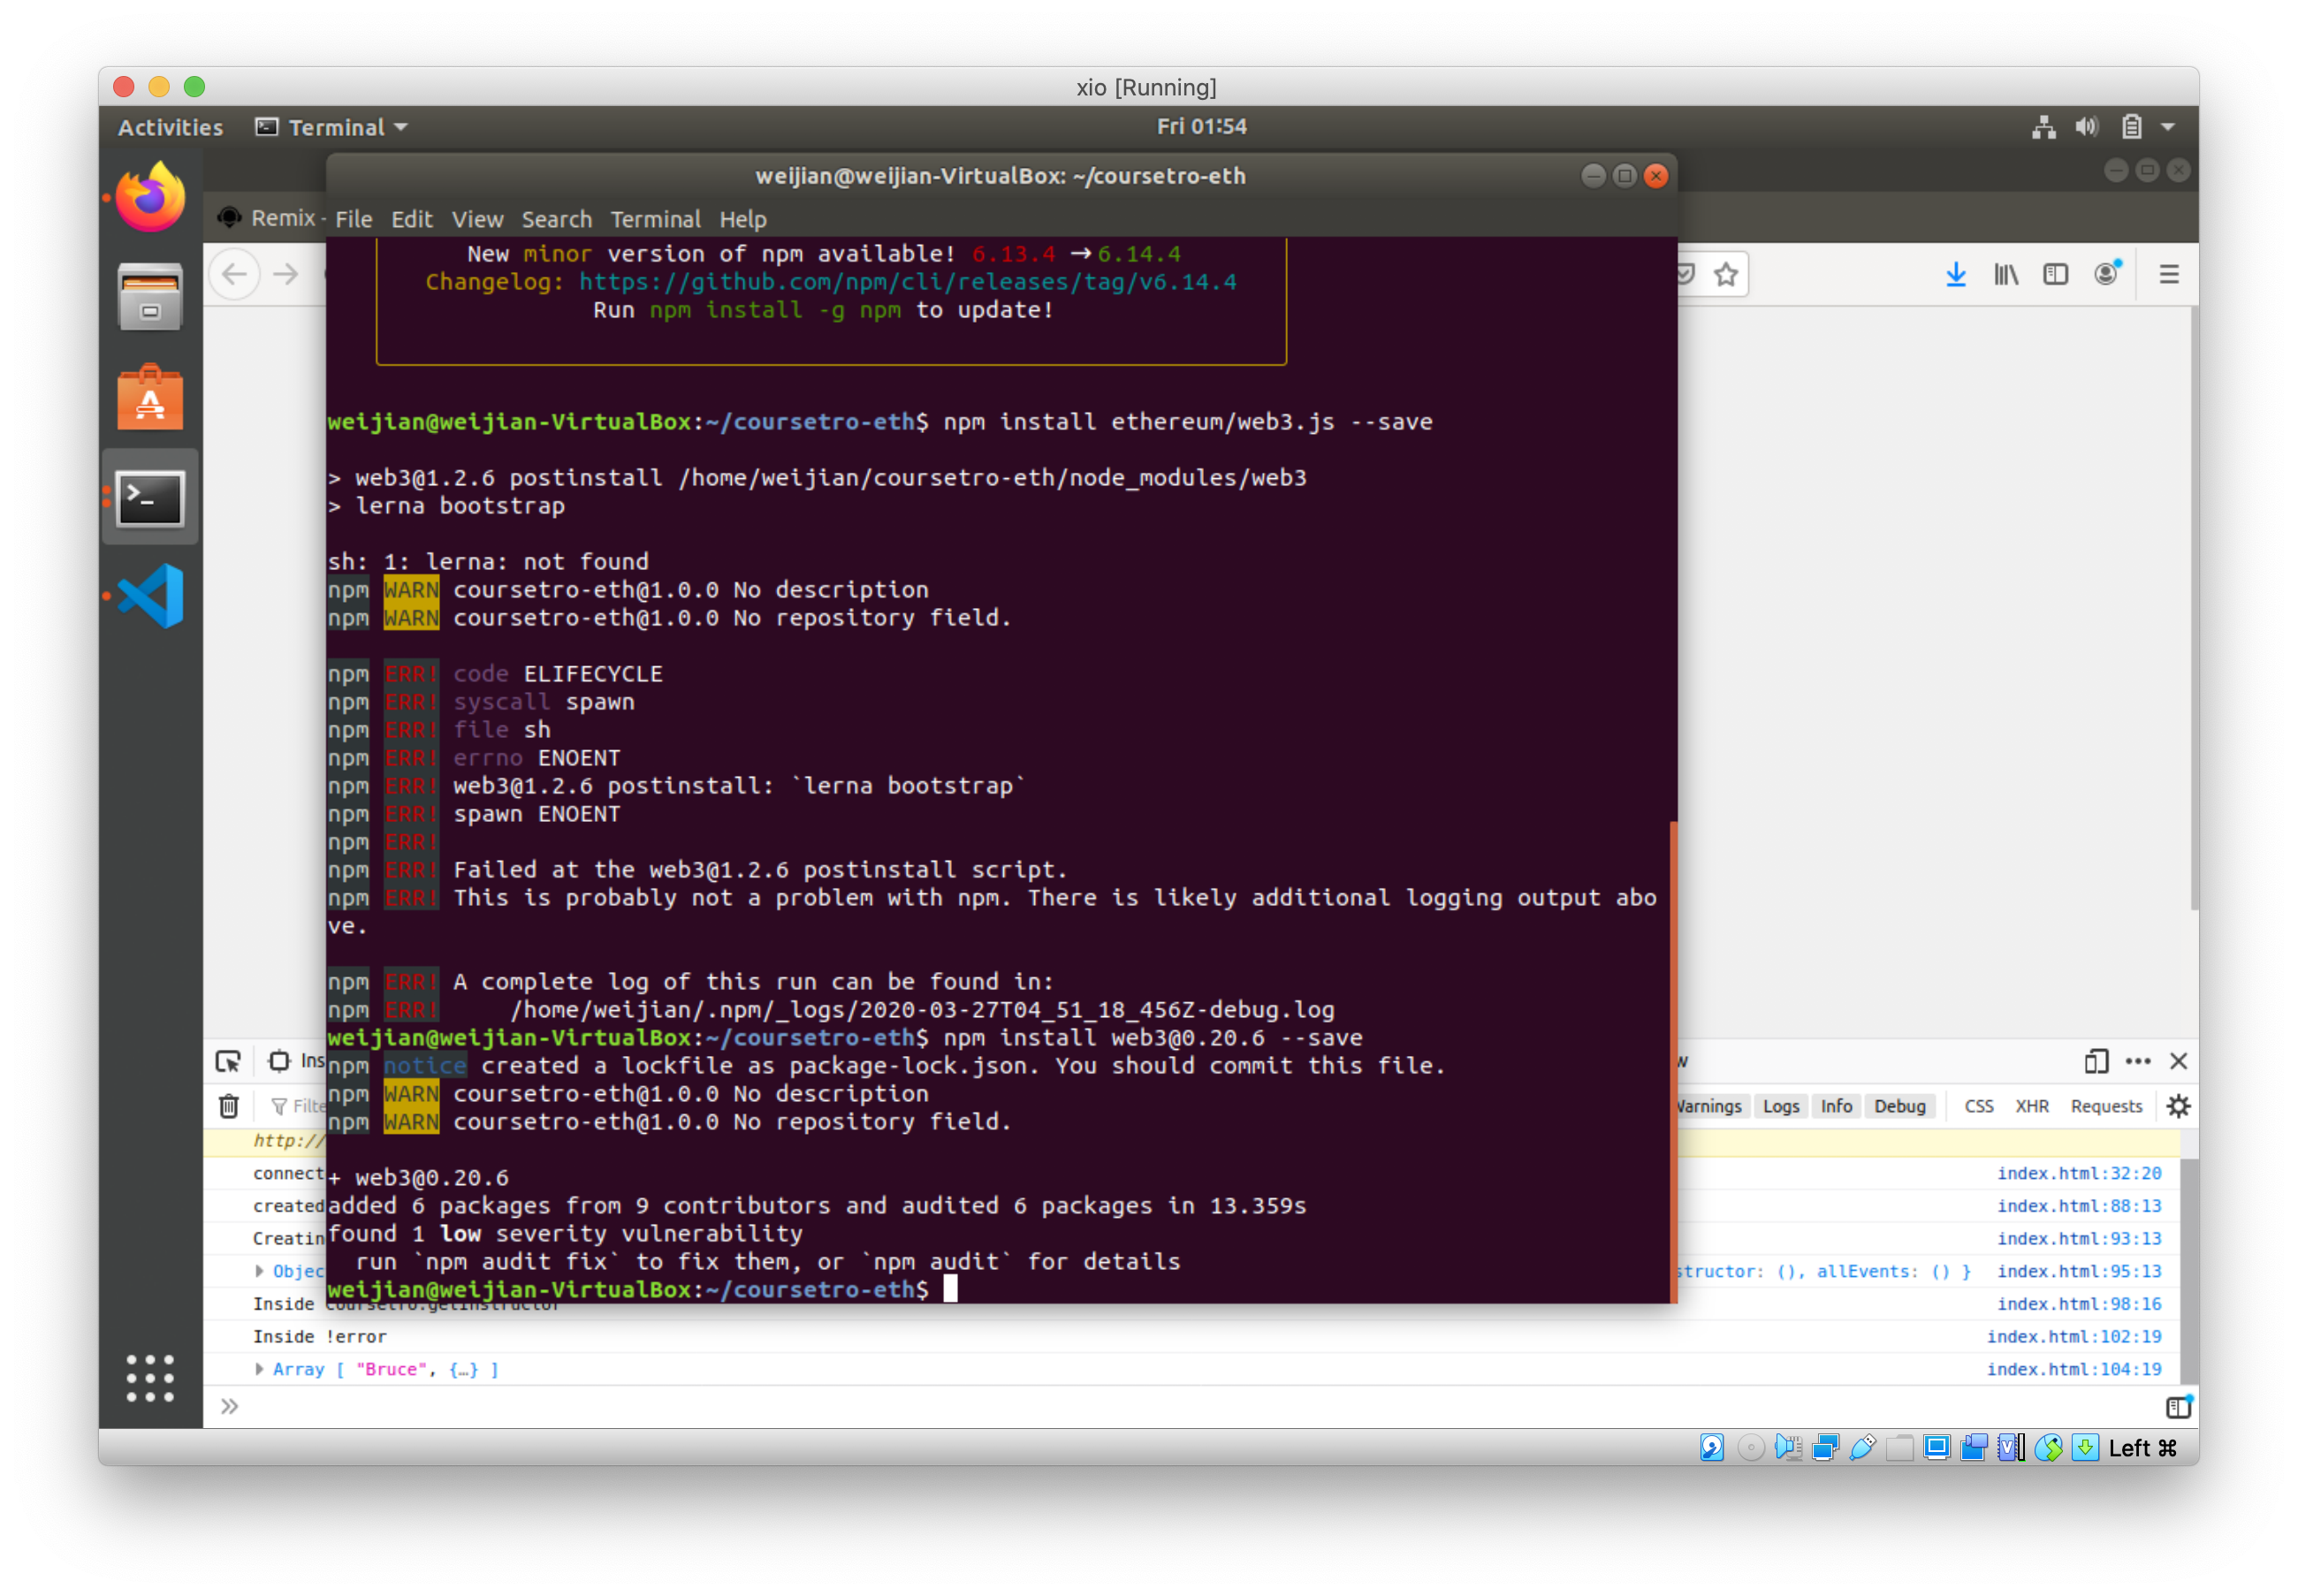 xio [Running]
Activities
Terminal
Fri 01:54
weijian@weijian-VirtualBox: ~/coursetro-eth
Remix -
File Edit View Search Terminal Help
New minor version of npm available! 6.13.4 → 6.14.4
Changelog: https://github.com/npm/cli/releases/tag/v6.14.4
Run npm install -g npm to update!
weijian@weijian-VirtualBox:~/coursetro-eth$ npm install ethereum/web3.js --save
> web3@1.2.6 postinstall /home/weijian/coursetro-eth/node_modules/web3
> lerna bootstrap
sh: 1: lerna: not found
npm WARN coursetro-eth@1.0.0 No description
npm WARN coursetro-eth@1.0.0 No repository field.
npm ERR! code ELIFECYCLE
npm ERR! syscall spawn
npm ERR! file sh
npm ERR! errno ENOENT
npm ERR! web3@1.2.6 postinstall: `lerna bootstrap`
npm ERR! spawn ENOENT
npm ERR!
npm ERR! Failed at the web3@1.2.6 postinstall script.
npm ERR! This is probably not a problem with npm. There is likely additional logging output abo
ve.
npm ERR! A complete log of this run can be found in:
npm ERR!     /home/weijian/.npm/_logs/2020-03-27T04_51_18_456Z-debug.log
weijian@weijian-VirtualBox:~/coursetro-eth$ npm install web3@0.20.6 --save
npm notice created a lockfile as package-lock.json. You should commit this file.
npm WARN coursetro-eth@1.0.0 No description
npm WARN coursetro-eth@1.0.0 No repository field.
+ web3@0.20.6
added 6 packages from 9 contributors and audited 6 packages in 13.359s
found 1 low severity vulnerability
  run `npm audit fix` to fix them, or `npm audit` for details
weijian@weijian-VirtualBox:~/coursetro-eth$
Ins
Filte
Warnings Logs Info Debug CSS XHR Requests
http://
connect index.html:32:20
created index.html:88:13
Creatin index.html:93:13
Objec structor: (), allEvents: () } index.html:95:13
Inside coursetro.getInstructor index.html:98:16
Inside !error index.html:102:19
Array [ "Bruce", {…} ] index.html:104:19
»
Left ⌘